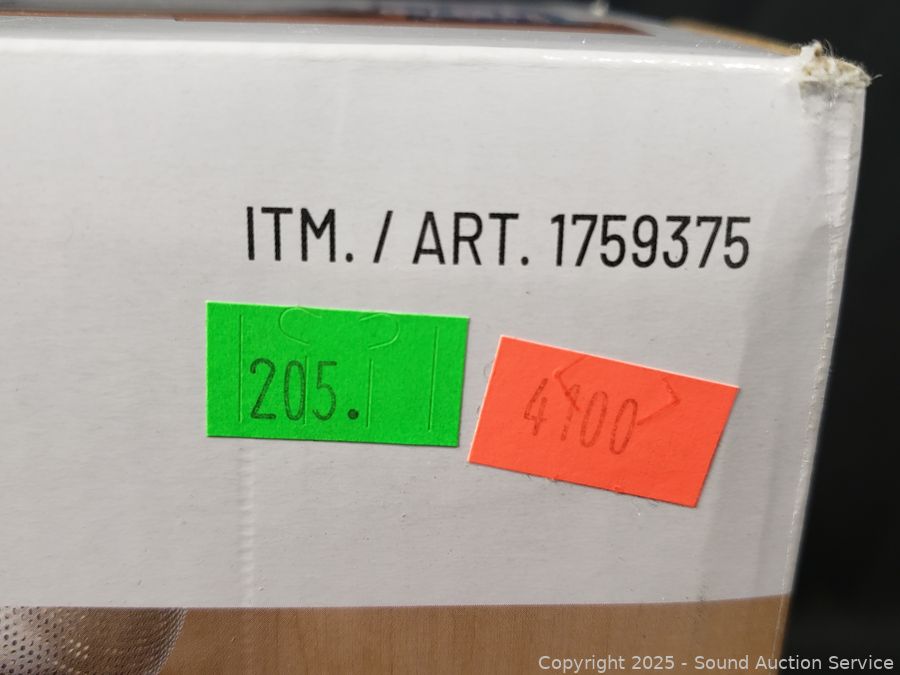 ITM. / ART. 1759375
205.
4100
Copyright 2025 - Sound Auction Service